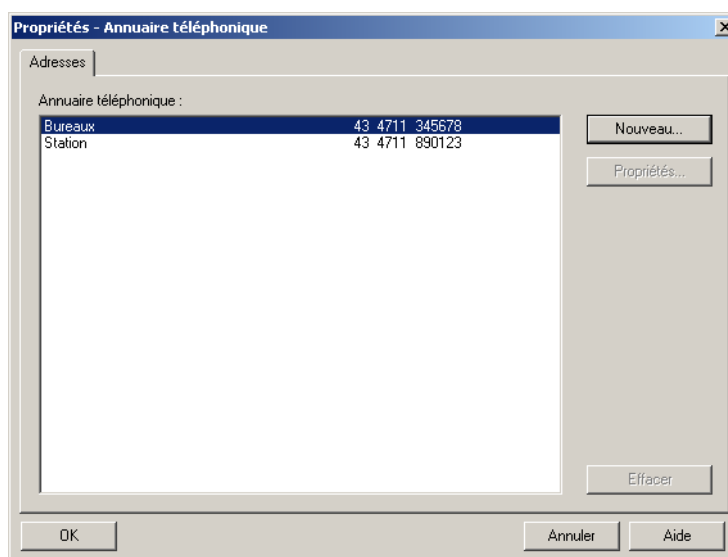 Propriétés - Annuaire téléphonique
Adresses
Annuaire téléphonique :
Bureaux 43 4711 345678
Station 43 4711 890123
Nouveau...
Propriétés...
Effacer
OK Annuler Aide